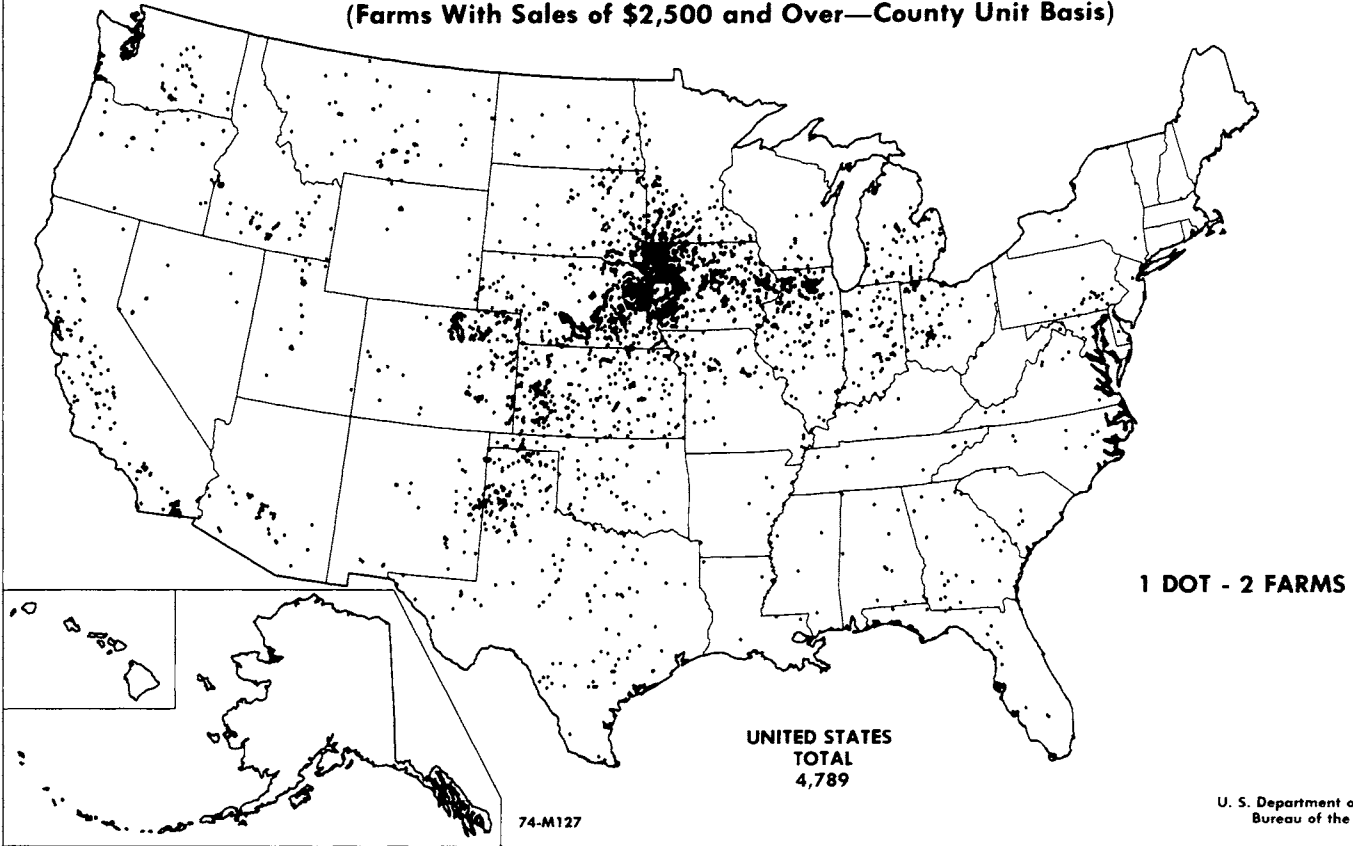 (Farms With Sales of $2,500 and Over—County Unit Basis)
1 DOT - 2 FARMS
UNITED STATES
TOTAL
4,789
74-M127
U. S. Department o
Bureau of the